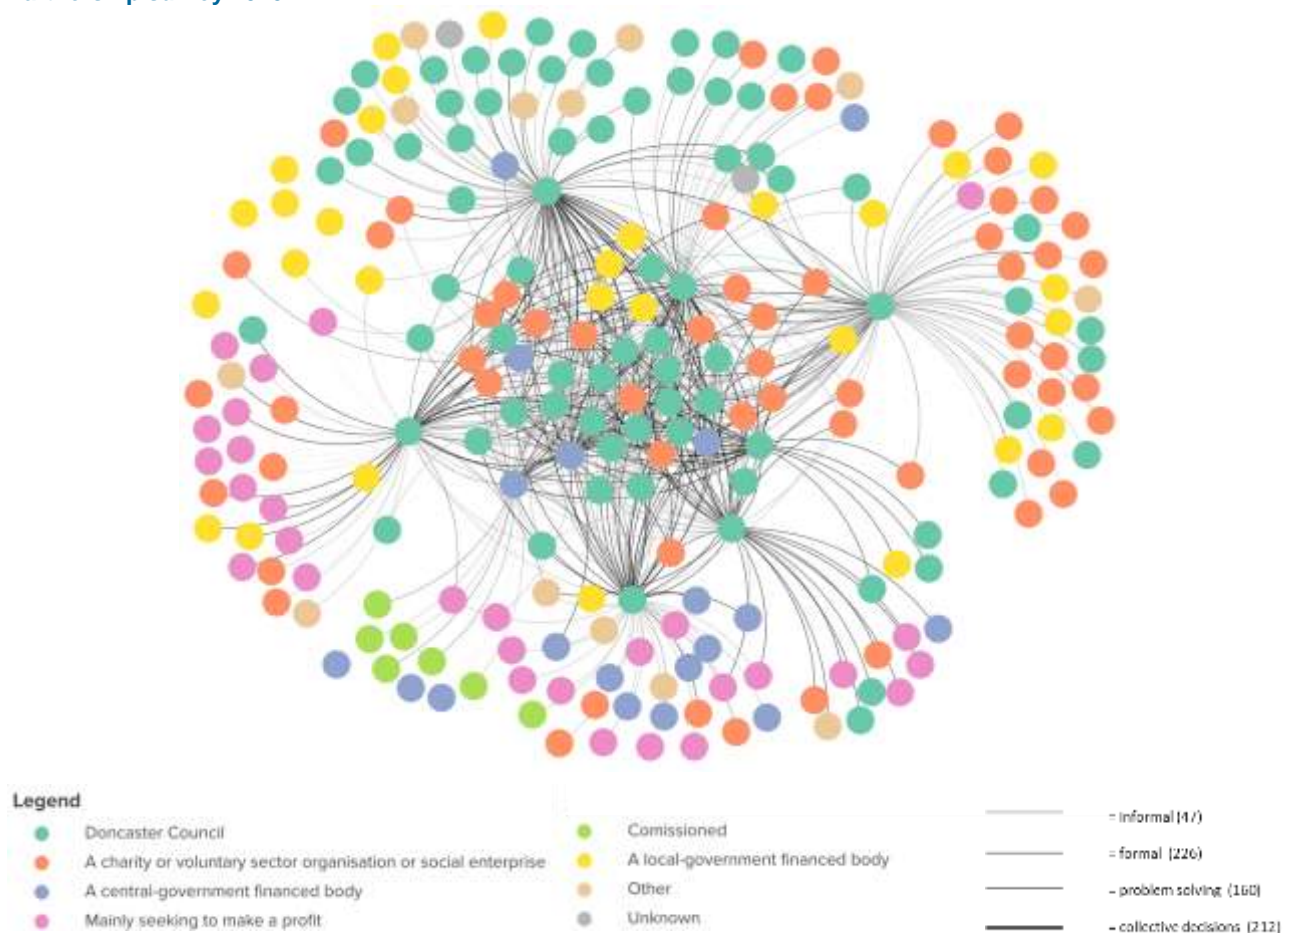 Legend
Doncaster Council
A charity or voluntary sector organisation or social enterprise
A central-government financed body
Mainly seeking to make a profit
Comissioned
A local-government financed body
Other
Unknown
= Informal (47)
= formal (226)
= problem solving (160)
= collective decisions (212)